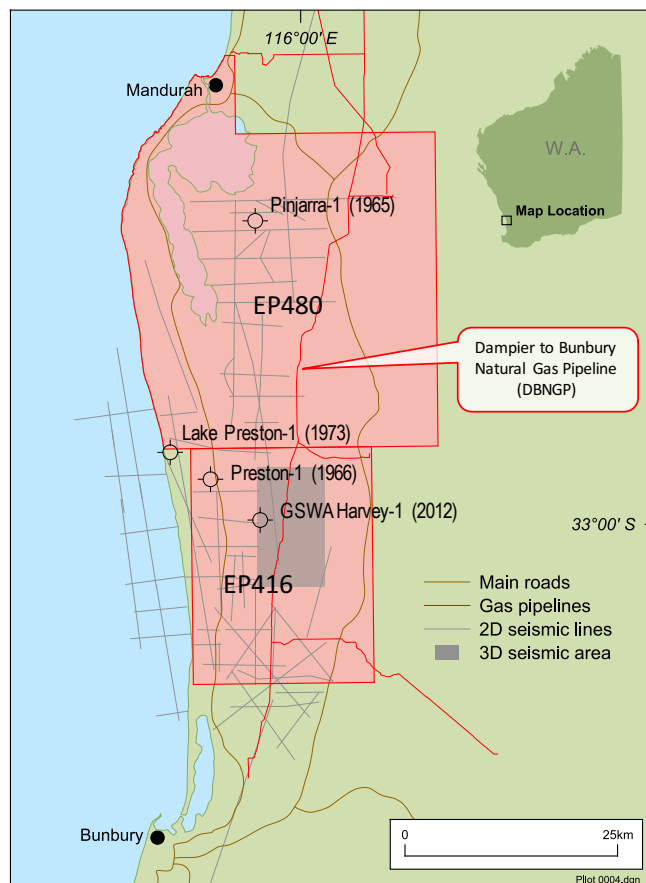 116°00' E
Mandurah
W.A.
Map Location
Pinjarra-1 (1965)
EP480
Dampier to Bunbury
Natural Gas Pipeline
(DBNGP)
Lake Preston-1 (1973)
Preston-1 (1966)
GSWA Harvey-1 (2012)
33°00' S
EP416
Main roads
Gas pipelines
2D seismic lines
3D seismic area
Bunbury
0
25km
Pilot 0004.dgn